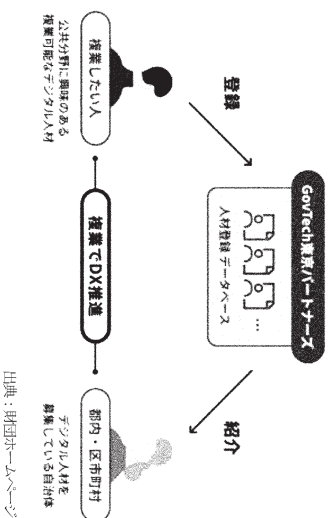 GovTech東京パートナーズ
人材登録データベース
登録
紹介
複業したい人
公共分野に興味のある
複業可能なデジタル人材
複業でDX推進
都内・区市町村
デジタル人材を
募集している自治体
出典：財団ホームページ